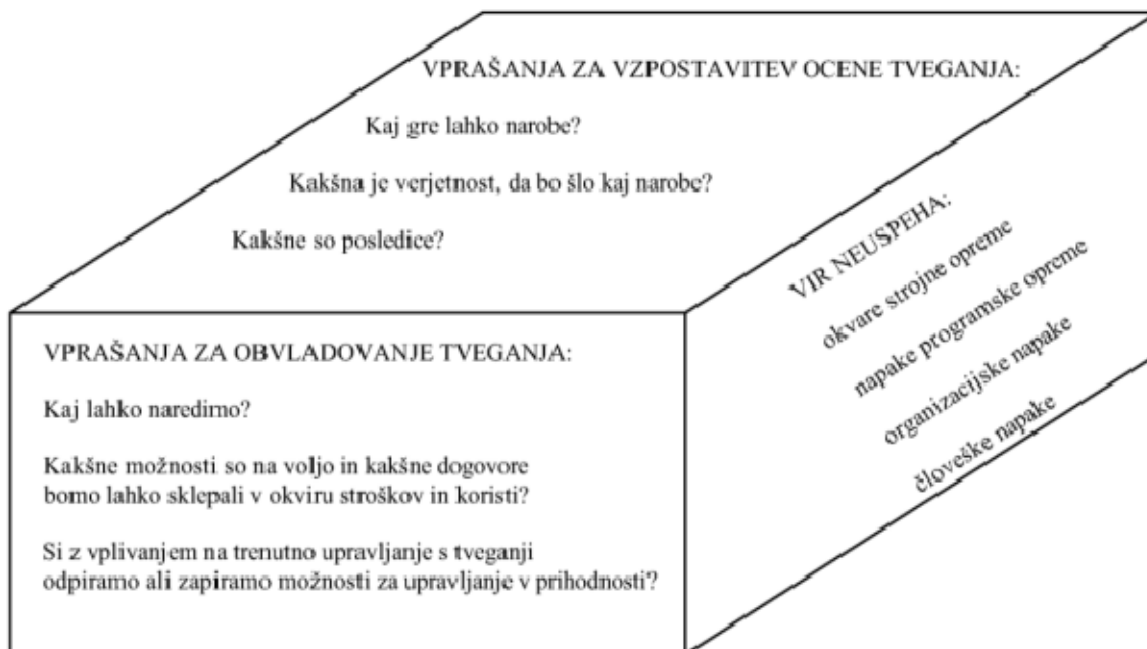 VPRAŠANJA ZA VZPOSTAVITEV OCENE TVEGANJA:
Kaj gre lahko narobe?
Kakšna je verjetnost, da bo šlo kaj narobe?
Kakšne so posledice?
VPRAŠANJA ZA OBVLADOVANJE TVEGANJA:
Kaj lahko naredimo?
Kakšne možnosti so na voljo in kakšne dogovore
bomo lahko sklepali v okviru stroškov in koristi?
Si z vplivanjem na trenutno upravljanje s tveganji
odpiramo ali zapiramo možnosti za upravljanje v prihodnosti?
VIR NEUSPEHA:
okvare strojne opreme
napake programske opreme
organizacijske napake
človeške napake